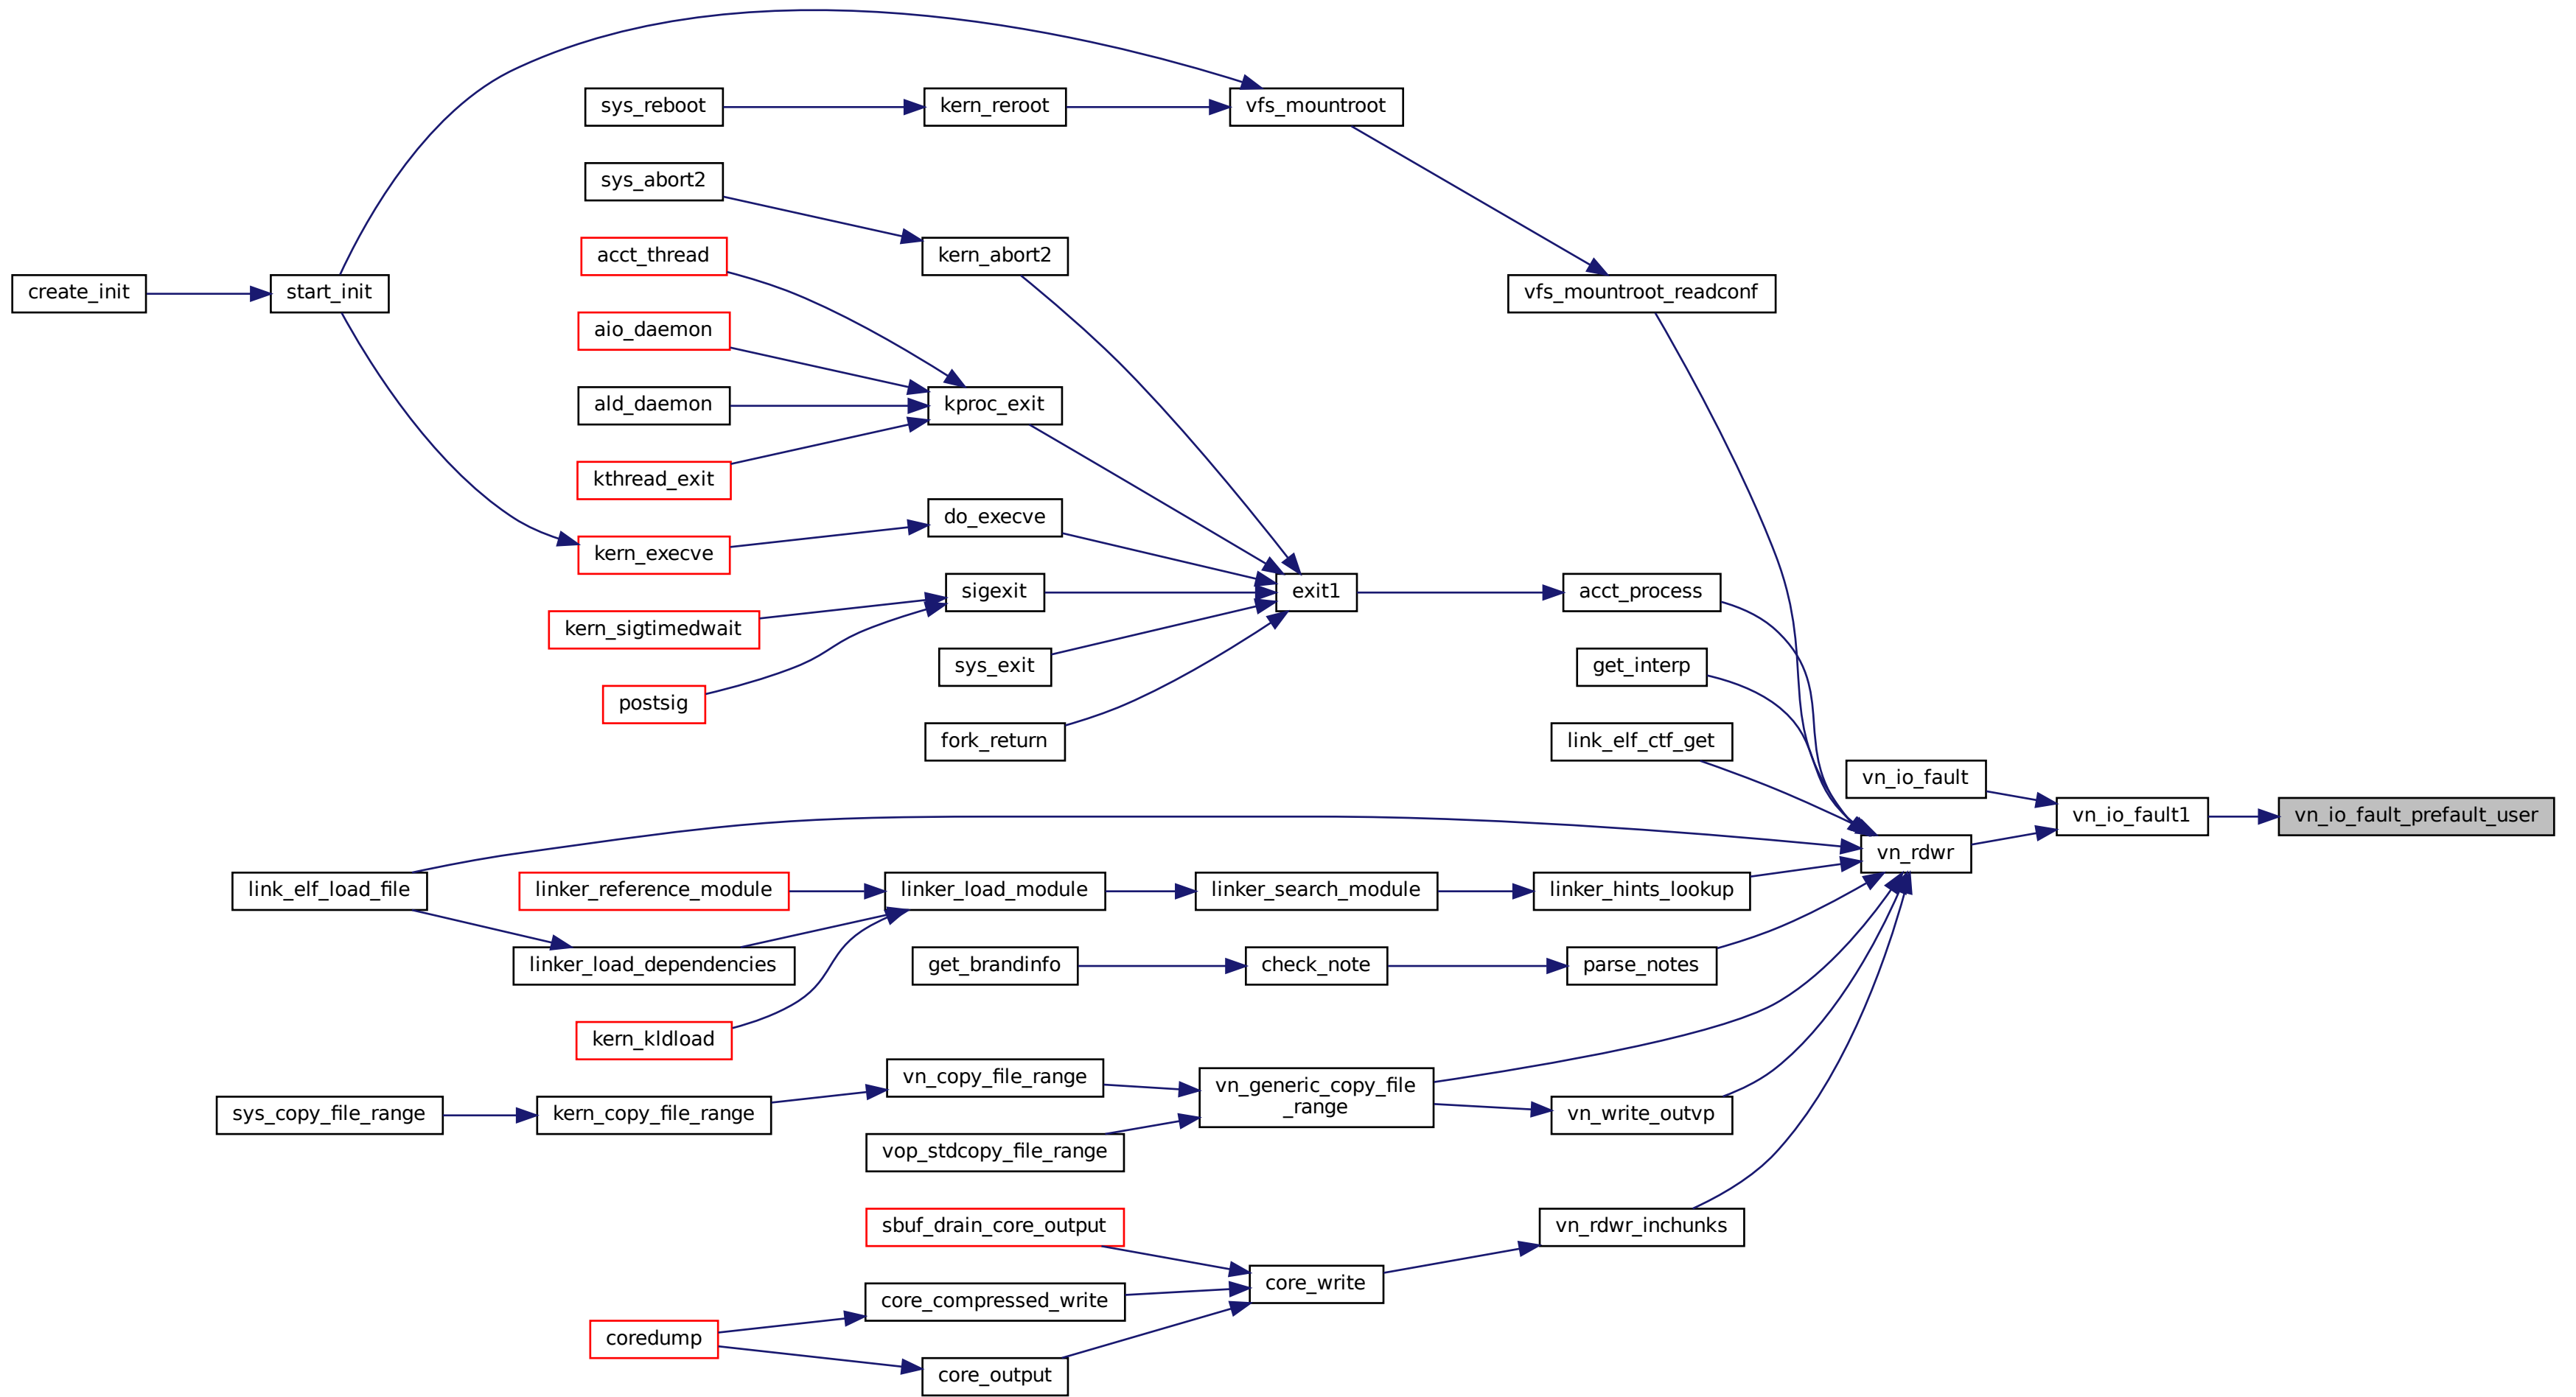 sys_reboot
kern_reroot
vfs_mountroot
sys_abort2
acct_thread
kern_abort2
create_init
start_init
vfs_mountroot_readconf
aio_daemon
ald_daemon
kproc_exit
kthread_exit
do_execve
kern_execve
sigexit
exit1
acct_process
kern_sigtimedwait
sys_exit
get_interp
postsig
fork_return
link_elf_ctf_get
vn_io_fault
vn_io_fault1
vn_io_fault_prefault_user
vn_rdwr
link_elf_load_file
linker_reference_module
linker_load_module
linker_search_module
linker_hints_lookup
linker_load_dependencies
get_brandinfo
check_note
parse_notes
kern_kldload
vn_copy_file_range
vn_generic_copy_file
_range
sys_copy_file_range
kern_copy_file_range
vn_write_outvp
vop_stdcopy_file_range
sbuf_drain_core_output
vn_rdwr_inchunks
core_write
core_compressed_write
coredump
core_output